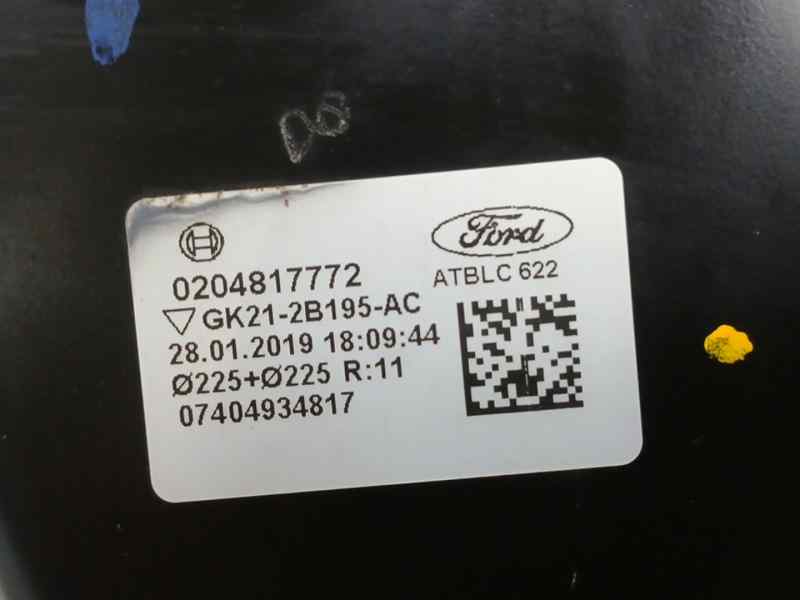 D8
Ford
0204817772
ATBLC 622
GK21-2B195-AC
28.01.2019 18:09:44
Ø225+Ø225 R:11
07404934817